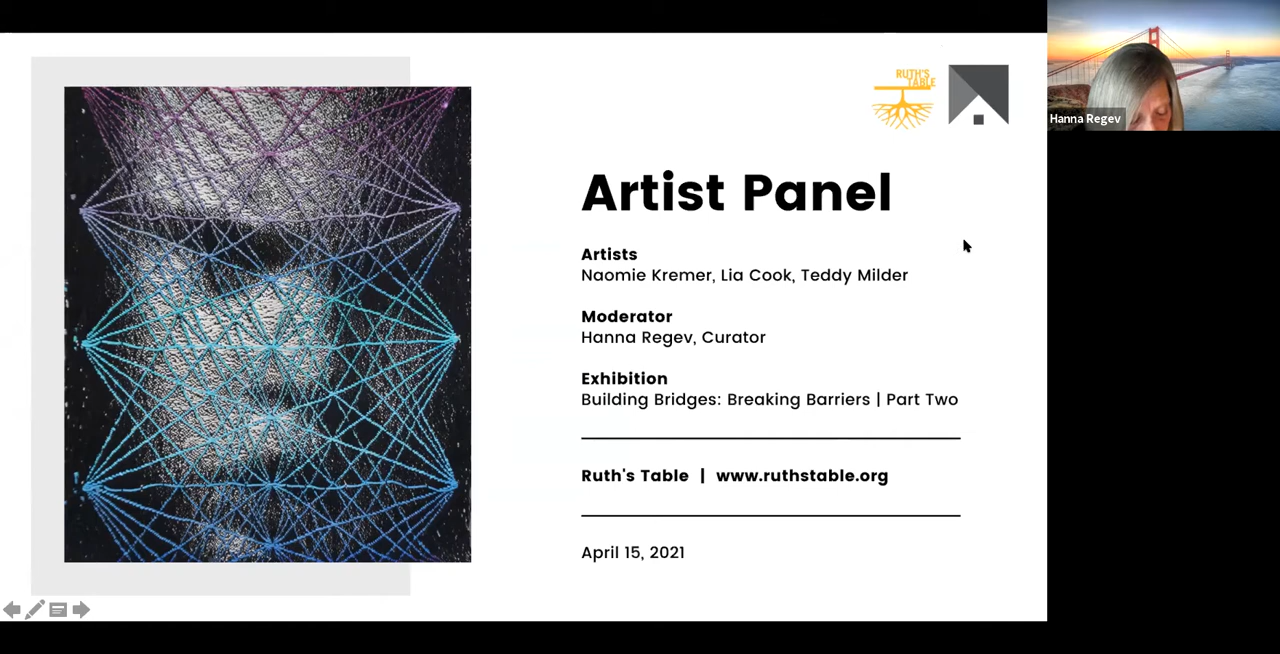 RUTH'S
TABLE
Hanna Regev
Artist Panel
Artists
Naomie Kremer, Lia Cook, Teddy Milder
Moderator
Hanna Regev, Curator
Exhibition
Building Bridges: Breaking Barriers | Part Two
Ruth's Table | www.ruthstable.org
April 15, 2021